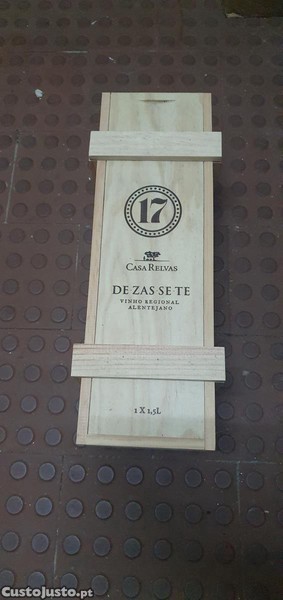 17
CASA RELVAS
DE ZAS SE TE
VINHO REGIONAL
ALENTEJANO
1 X 1,5L
CustoJusto.pt